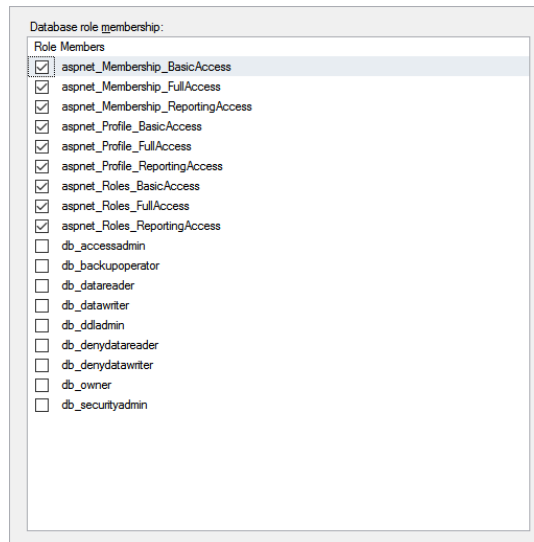 Database role membership:
Role Members
aspnet_Membership_BasicAccess
aspnet_Membership_FullAccess
aspnet_Membership_ReportingAccess
aspnet_Profile_BasicAccess
aspnet_Profile_FullAccess
aspnet_Profile_ReportingAccess
aspnet_Roles_BasicAccess
aspnet_Roles_FullAccess
aspnet_Roles_ReportingAccess
db_accessadmin
db_backupoperator
db_datareader
db_datawriter
db_ddladmin
db_denydatareader
db_denydatawriter
db_owner
db_securityadmin